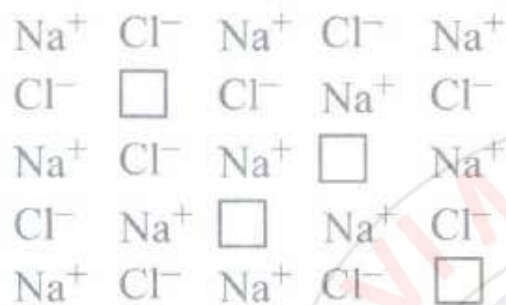 Na⁺ Cl⁻ Na⁺ Cl⁻ Na⁺
Cl⁻ □ Cl⁻ Na⁺ Cl⁻
Na⁺ Cl⁻ Na⁺ □ Na⁺
Cl⁻ Na⁺ □ Na⁺ Cl⁻
Na⁺ Cl⁻ Na⁺ Cl⁻ □